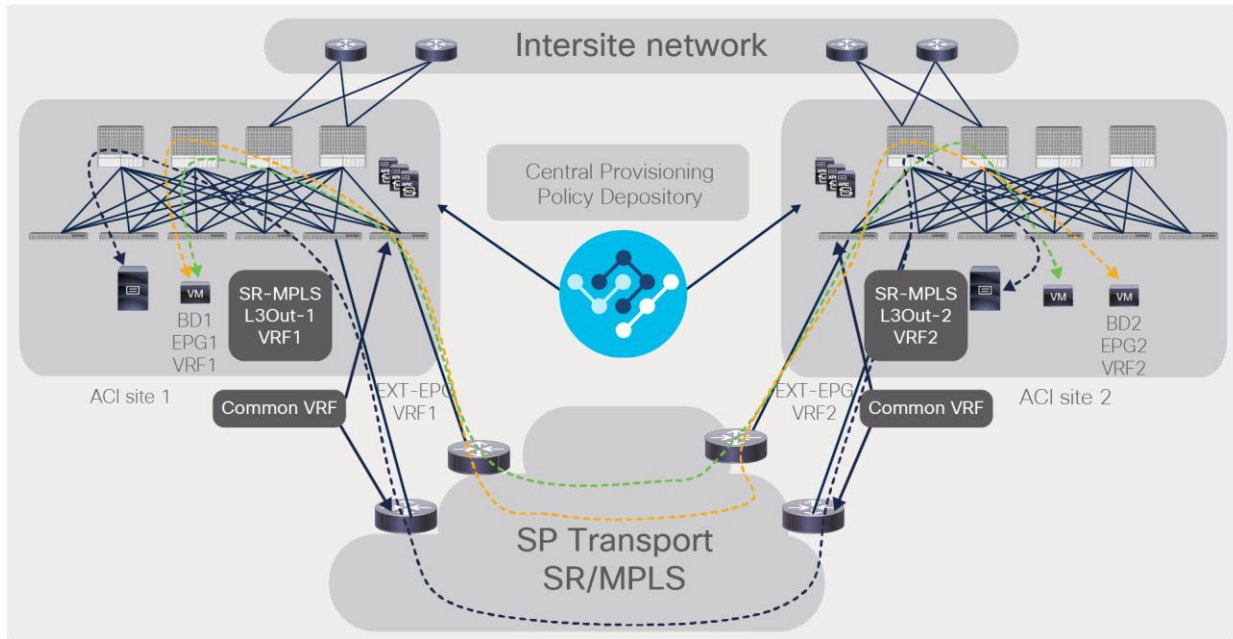 Intersite network
Central Provisioning
Policy Depository
APIC
APIC
VM
BD1
EPG1
VRF1
SR-MPLS
L3Out-1
VRF1
ACI site 1
EXT-EPG
VRF1
Common VRF
SR-MPLS
L3Out-2
VRF2
VM
VM
BD2
EPG2
VRF2
EXT-EPG
VRF2
Common VRF
ACI site 2
SP Transport
SR/MPLS